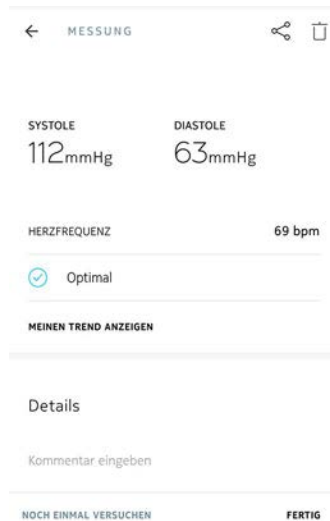 MESSUNG
SYSTOLE DIASTOLE
112mmHg 63mmHg
HERZFREQUENZ 69 bpm
Optimal
MEINEN TREND ANZEIGEN
Details
Kommentar eingeben
NOCH EINMAL VERSUCHEN FERTIG